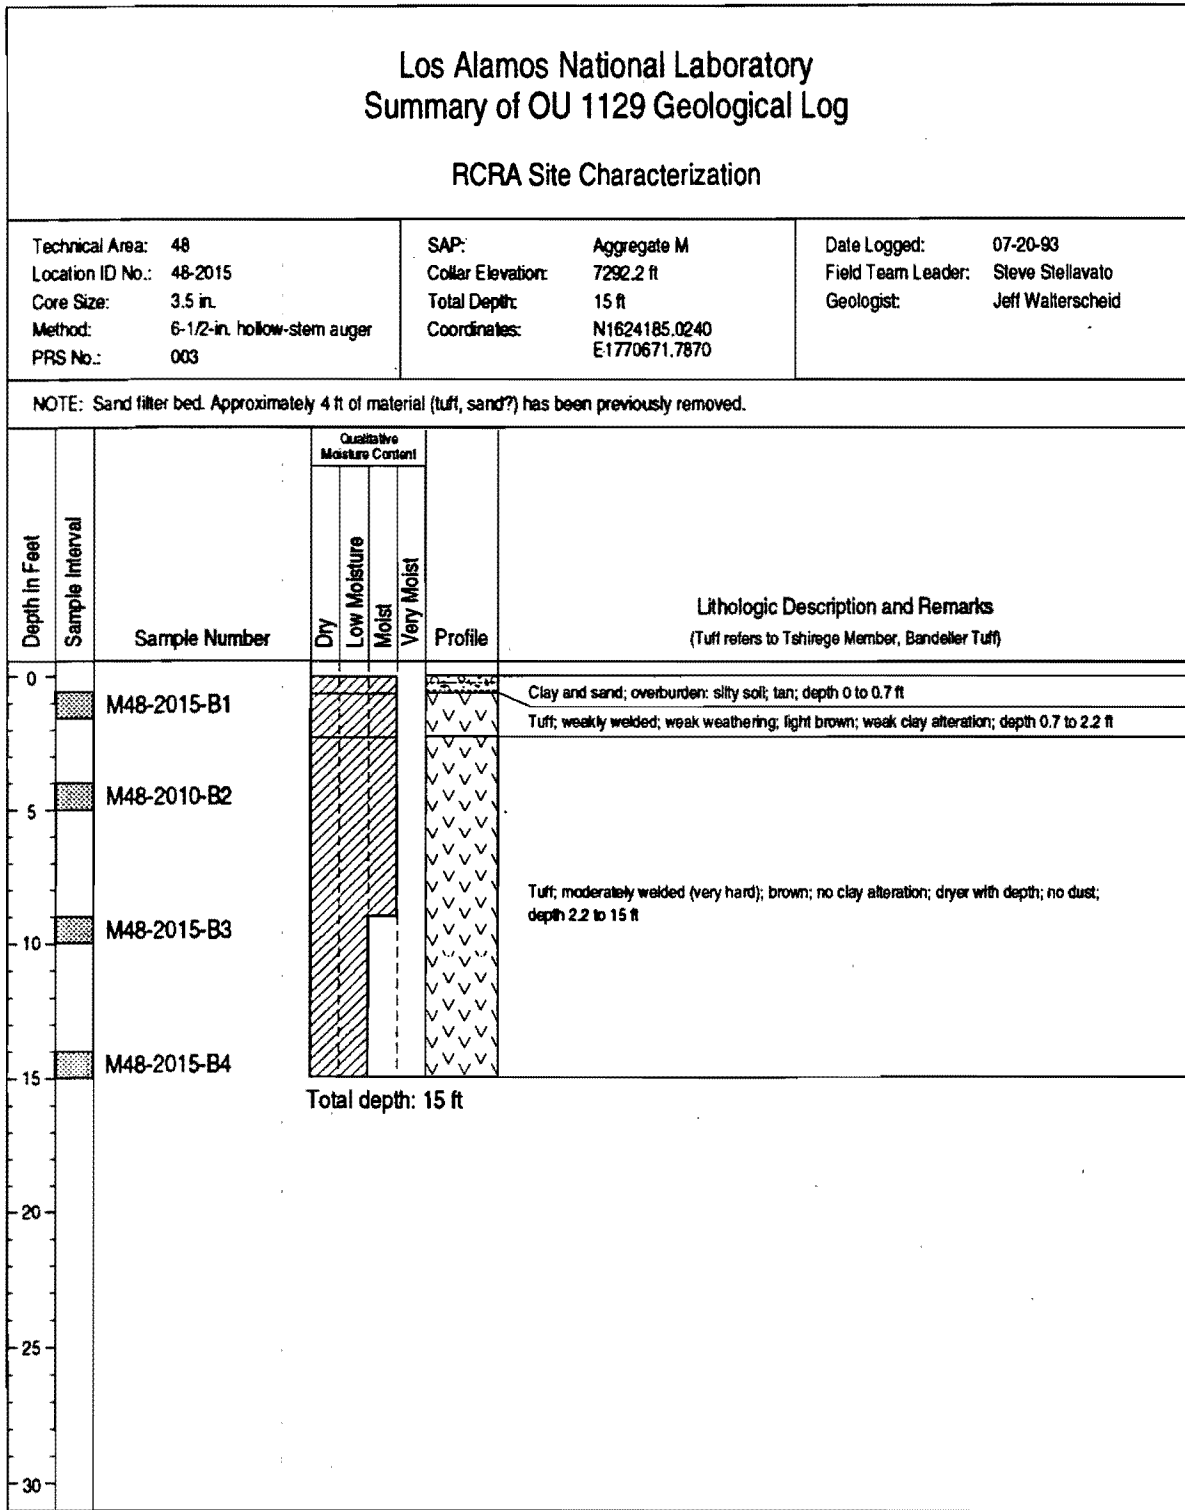 Los Alamos National Laboratory
Summary of OU 1129 Geological Log
RCRA Site Characterization
Technical Area: 48
Location ID No.: 48-2015
Core Size: 3.5 in.
Method: 6-1/2-in. hollow-stem auger
PRS No.: 003
SAP: Aggregate M
Collar Elevation: 7292.2 ft
Total Depth: 15 ft
Coordinates: N1624185.0240
E1770671.7870
Date Logged: 07-20-93
Field Team Leader: Steve Stellavato
Geologist: Jeff Walterscheid
NOTE: Sand filter bed. Approximately 4 ft of material (tuff, sand?) has been previously removed.
Depth in Feet
Sample Interval
Sample Number
Qualitative
Moisture Content
Dry
Low Moisture
Moist
Very Moist
Profile
Lithologic Description and Remarks
(Tuff refers to Tshirege Member, Bandelier Tuff)
0
Clay and sand; overburden: silty soil; tan; depth 0 to 0.7 ft
M48-2015-B1
Tuff; weakly welded; weak weathering; light brown; weak clay alteration; depth 0.7 to 2.2 ft
M48-2010-B2
5
Tuff; moderately welded (very hard); brown; no clay alteration; dryer with depth; no dust;
depth 2.2 to 15 ft
M48-2015-B3
10
M48-2015-B4
15
Total depth: 15 ft
20
25
30